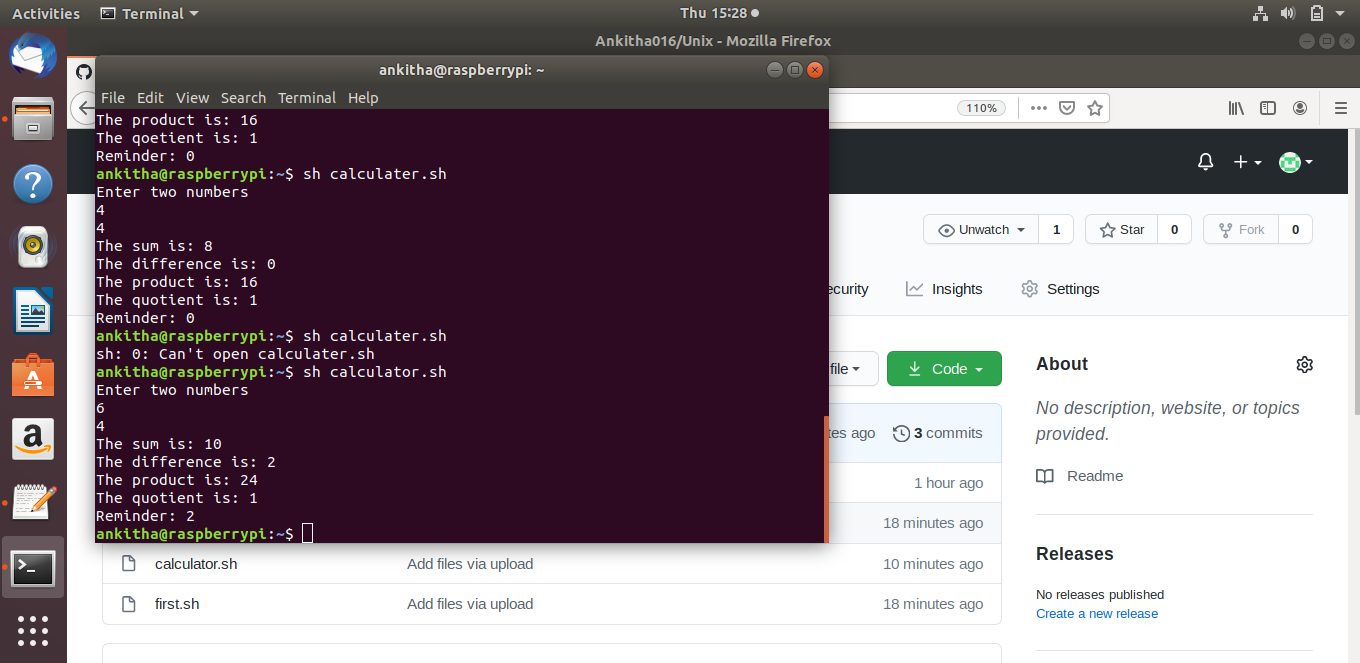 Activities
Terminal
Thu 15:28
Ankitha016/Unix - Mozilla Firefox
ankitha@raspberrypi: ~
File Edit View Search Terminal Help
110%
The product is: 16
The qoetient is: 1
Reminder: 0
ankitha@raspberrypi:~$ sh calculater.sh
Enter two numbers
4
4
The sum is: 8
The difference is: 0
The product is: 16
The quotient is: 1
Reminder: 0
ankitha@raspberrypi:~$ sh calculater.sh
sh: 0: Can't open calculater.sh
ankitha@raspberrypi:~$ sh calculator.sh
Enter two numbers
6
4
The sum is: 10
The difference is: 2
The product is: 24
The quotient is: 1
Reminder: 2
ankitha@raspberrypi:~$
Unwatch 1 Star 0 Fork 0
ecurity Insights Settings
file Code
tes ago 3 commits
1 hour ago
18 minutes ago
calculator.sh Add files via upload 10 minutes ago
first.sh Add files via upload 18 minutes ago
About
No description, website, or topics
provided.
Readme
Releases
No releases published
Create a new release